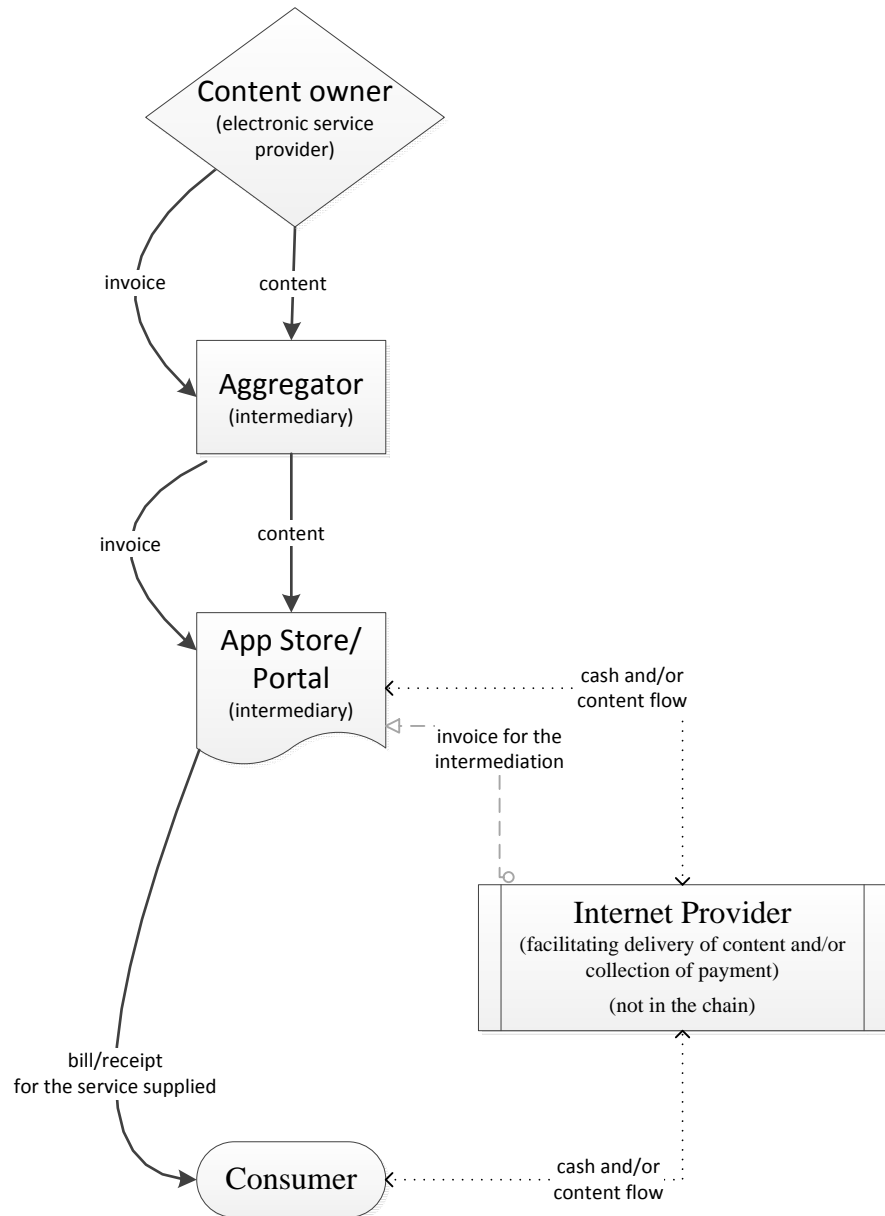 Content owner
(electronic service
provider)
invoice
content
Aggregator
(intermediary)
invoice
content
App Store/
Portal
(intermediary)
cash and/or
content flow
invoice for the
intermediation
Internet Provider
(facilitating delivery of content and/or
collection of payment)
(not in the chain)
bill/receipt
for the service supplied
Consumer
cash and/or
content flow